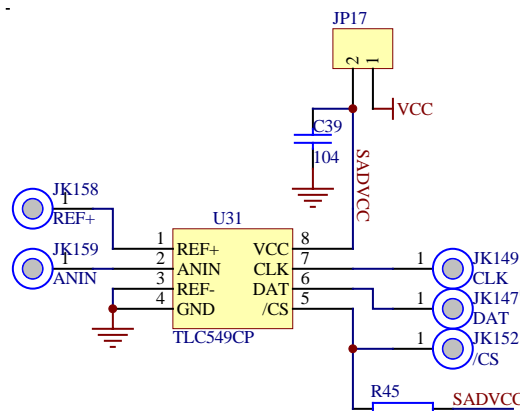 -
JP17
2
1
VCC
C39
104
SADVCC
JK158
1
REF+
JK159
1
ANIN
U31
1 REF+ VCC 8
2 ANIN CLK 7
3 REF- DAT 6
4 GND /CS 5
TLC549CP
1
JK149
CLK
1
JK147
DAT
1
JK152
/CS
R45
SADVCC